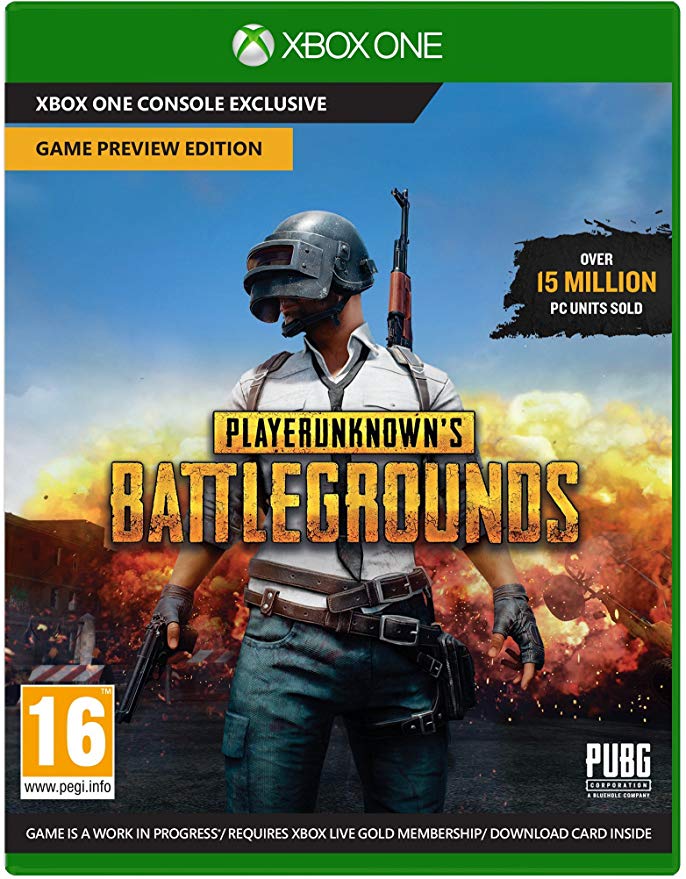 XBOX ONE
XBOX ONE CONSOLE EXCLUSIVE
GAME PREVIEW EDITION
OVER
15 MILLION
PC UNITS SOLD
PLAYERUNKNOWN'S
BATTLEGROUNDS
16
TM
www.pegi.info
PUBG
CORPORATION
A BLUEHOLE COMPANY
GAME IS A WORK IN PROGRESS*/ REQUIRES XBOX LIVE GOLD MEMBERSHIP/ DOWNLOAD CARD INSIDE